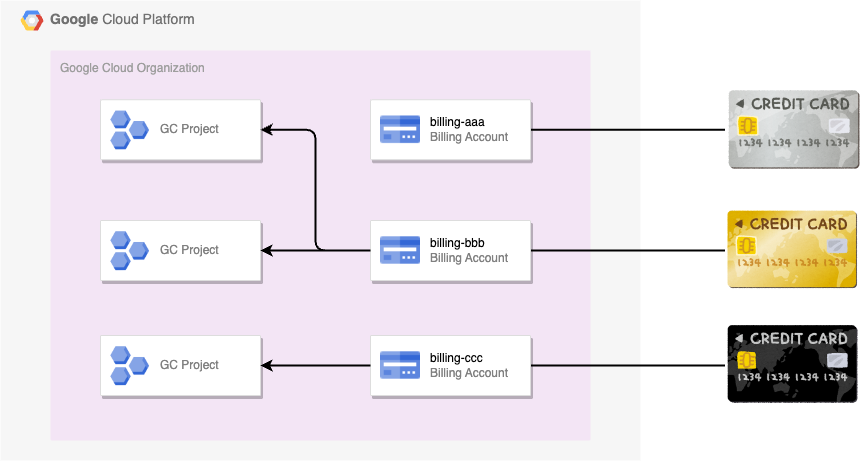 Google Cloud Platform
Google Cloud Organization
GC Project
billing-aaa
Billing Account
CREDIT CARD
1234 1234 1234 1234
GC Project
billing-bbb
Billing Account
CREDIT CARD
1234 1234 1234 1234
GC Project
billing-ccc
Billing Account
CREDIT CARD
1234 1234 1234 1234